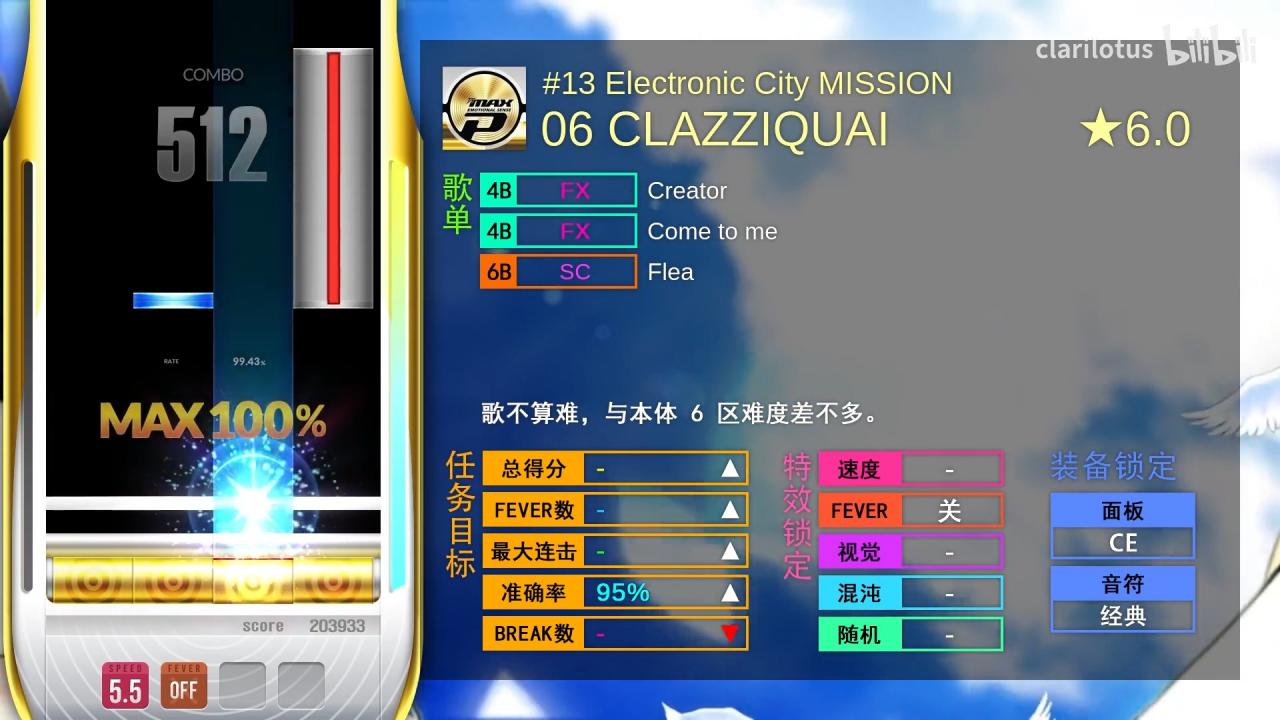 clarilotus bilibili
COMBO
512
RATE 99.43%
MAX 100%
score 203933
SPEED
5.5
FEVER
OFF
MAX
EMOTIONAL SENSE
P
#13 Electronic City MISSION
06 CLAZZIQUAI
★6.0
歌单
4B FX Creator
4B FX Come to me
6B SC Flea
歌不算难，与本体 6 区难度差不多。
任务目标
总得分 - ▲
FEVER数 - ▲
最大连击 - ▲
准确率 95% ▲
BREAK数 - ▼
特效锁定
速度 -
FEVER 关
视觉 -
混沌 -
随机 -
装备锁定
面板
CE
音符
经典